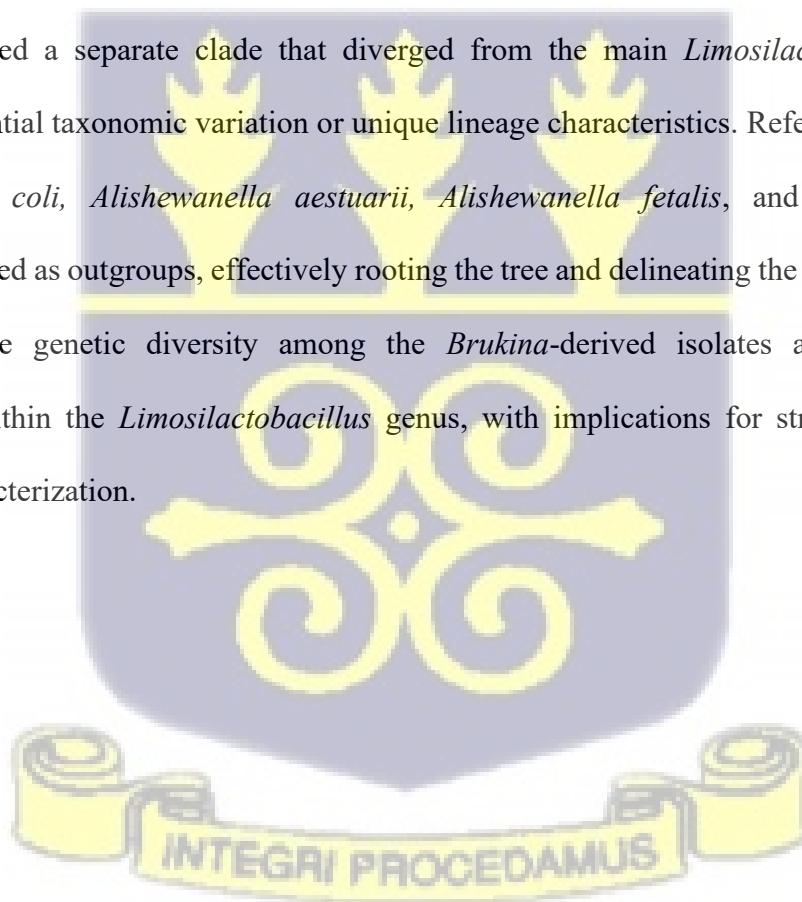 ed a separate clade that diverged from the main Limosilac
ntial taxonomic variation or unique lineage characteristics. Refe
coli, Alishewanella aestuarii, Alishewanella fetalis, and
ed as outgroups, effectively rooting the tree and delineating the
e genetic diversity among the Brukina-derived isolates a
thin the Limosilactobacillus genus, with implications for str
cterization.
INTEGRI PROCEDAMUS